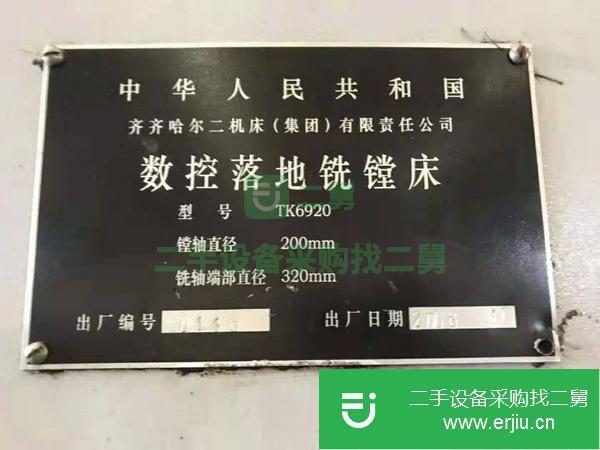 中华人民共和国
齐齐哈尔二机床(集团)有限责任公司
数控落地铣镗床
型 号 TK6920
镗轴直径 200mm
二手设备采购找二舅
铣轴端部直径 320mm
出厂编号
出厂日期
二手设备采购找二舅
www.erjiu.cn